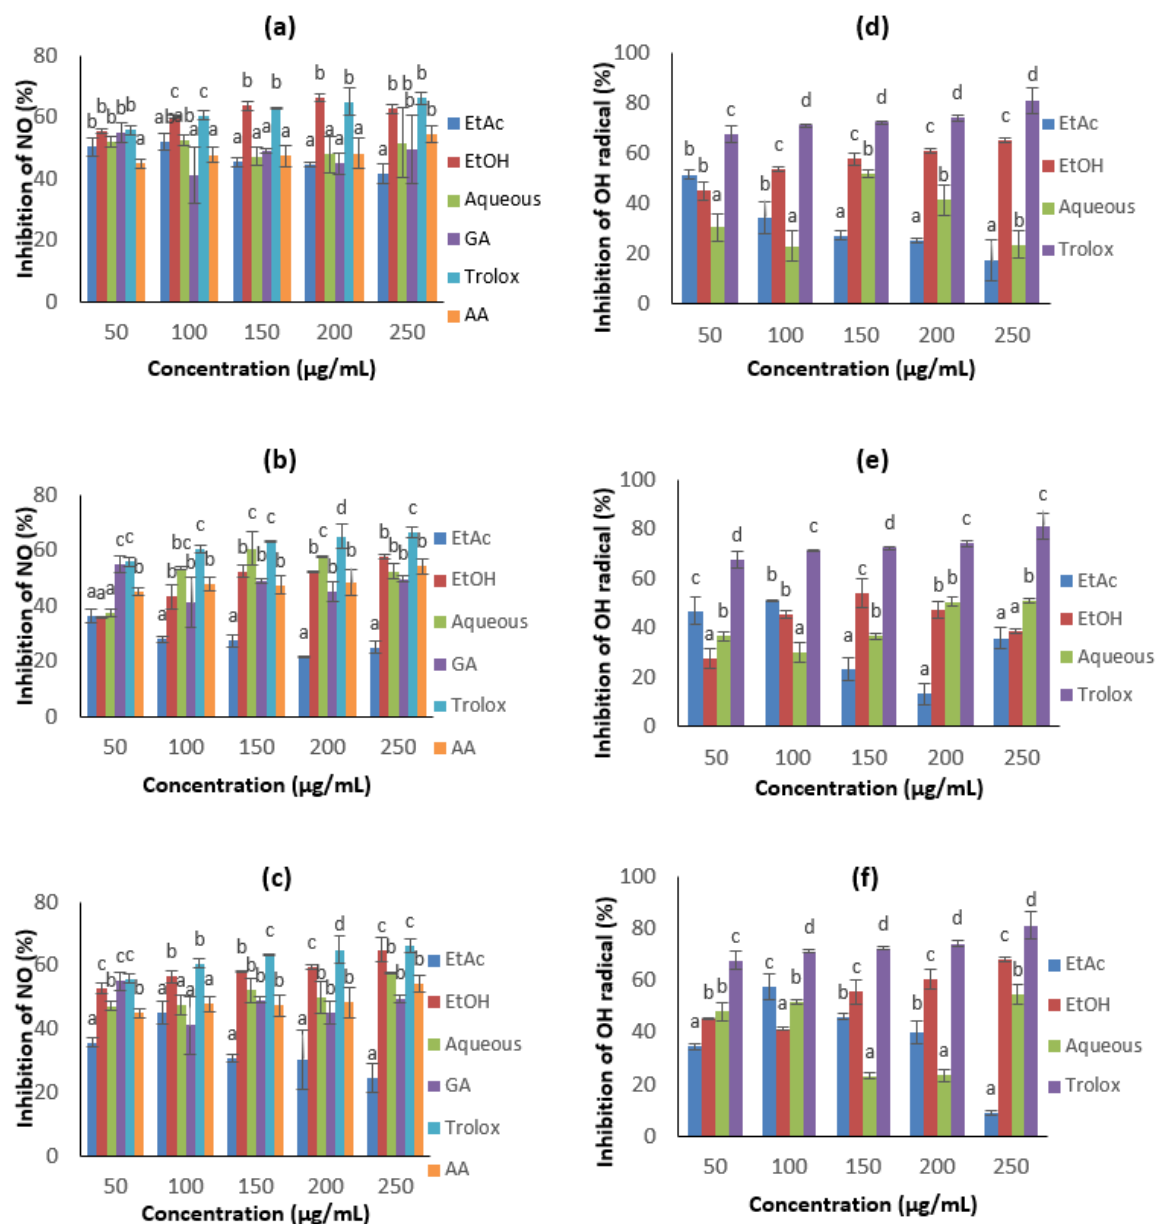 (a)
Inhibition of NO (%)
80
60
40
20
0
b b b b b a
ab c ab a c a
a b a a b a
a b a a b a
a b b b b b
50 100 150 200 250
Concentration (µg/mL)
EtAc
EtOH
Aqueous
GA
Trolox
AA
(d)
Inhibition of OH radical (%)
100
80
60
40
20
0
b b a c
b c a d
a b b d
a c b d
a c b d
50 100 150 200 250
Concentration (µg/mL)
EtAc
EtOH
Aqueous
Trolox
(b)
Inhibition of NO (%)
80
60
40
20
0
a a a c c b
a b bc b c b
a b c b c b
a b c b d b
a b b b c b
50 100 150 200 250
Concentration (µg/mL)
EtAc
EtOH
Aqueous
GA
Trolox
AA
(e)
Inhibition of OH radical (%)
100
80
60
40
20
0
c a b d
b b a c
a c b d
a b b c
a a b c
50 100 150 200 250
Concentration (µg/mL)
EtAc
EtOH
Aqueous
Trolox
(c)
Inhibition of NO (%)
80
60
40
20
0
a c b c c b
a b a a b a
a b b b c b
a c b b d b
a c b b c b
50 100 150 200 250
Concentration (µg/mL)
EtAc
EtOH
Aqueous
GA
Trolox
AA
(f)
Inhibition of OH radical (%)
100
80
60
40
20
0
a b b c
c a b d
b c a d
b c a d
a c b d
50 100 150 200 250
Concentration (µg/mL)
EtAc
EtOH
Aqueous
Trolox